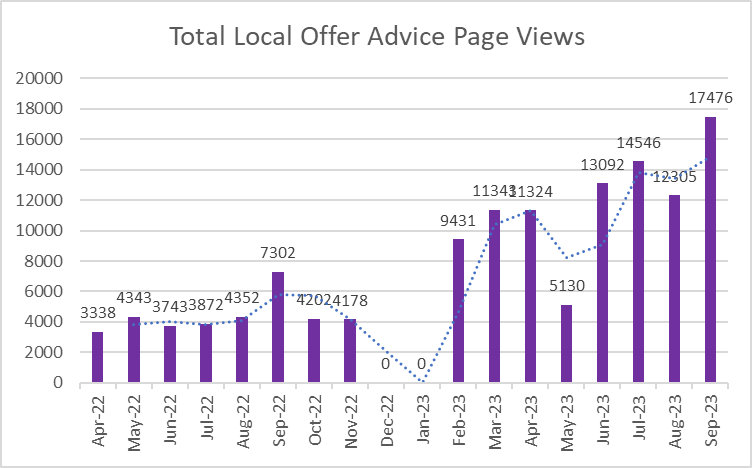 Total Local Offer Advice Page Views
20000
18000
16000
14000
12000
10000
8000
6000
4000
2000
0
3338
4343
3743
3872
4352
7302
4202
4178
0
0
9431
11343
11324
5130
13092
14546
12305
17476
Apr-22
May-22
Jun-22
Jul-22
Aug-22
Sep-22
Oct-22
Nov-22
Dec-22
Jan-23
Feb-23
Mar-23
Apr-23
May-23
Jun-23
Jul-23
Aug-23
Sep-23